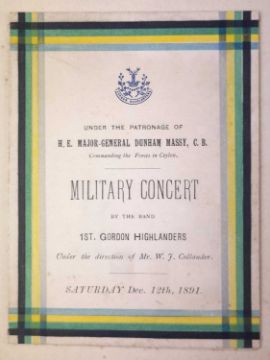 UNDER THE PATRONAGE OF
H. E. MAJOR-GENERAL DUNHAM MASSY, C. B.
Commanding the Forces in Ceylon.
MILITARY CONCERT
BY THE BAND
1ST. GORDON HIGHLANDERS
Under the direction of Mr. W. J. Collander.
SATURDAY Dec. 12th, 1891.